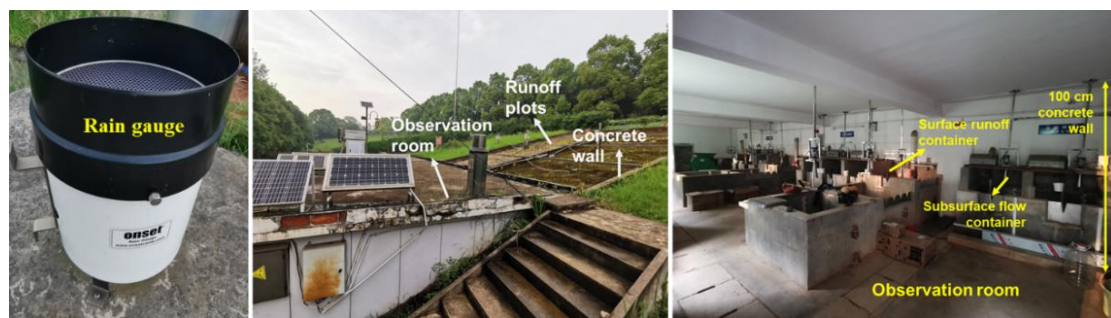 Rain gauge
onset
Runoff
plots
Observation
room
Concrete
wall
100 cm
concrete
wall
Surface runoff
container
Subsurface flow
container
Observation room